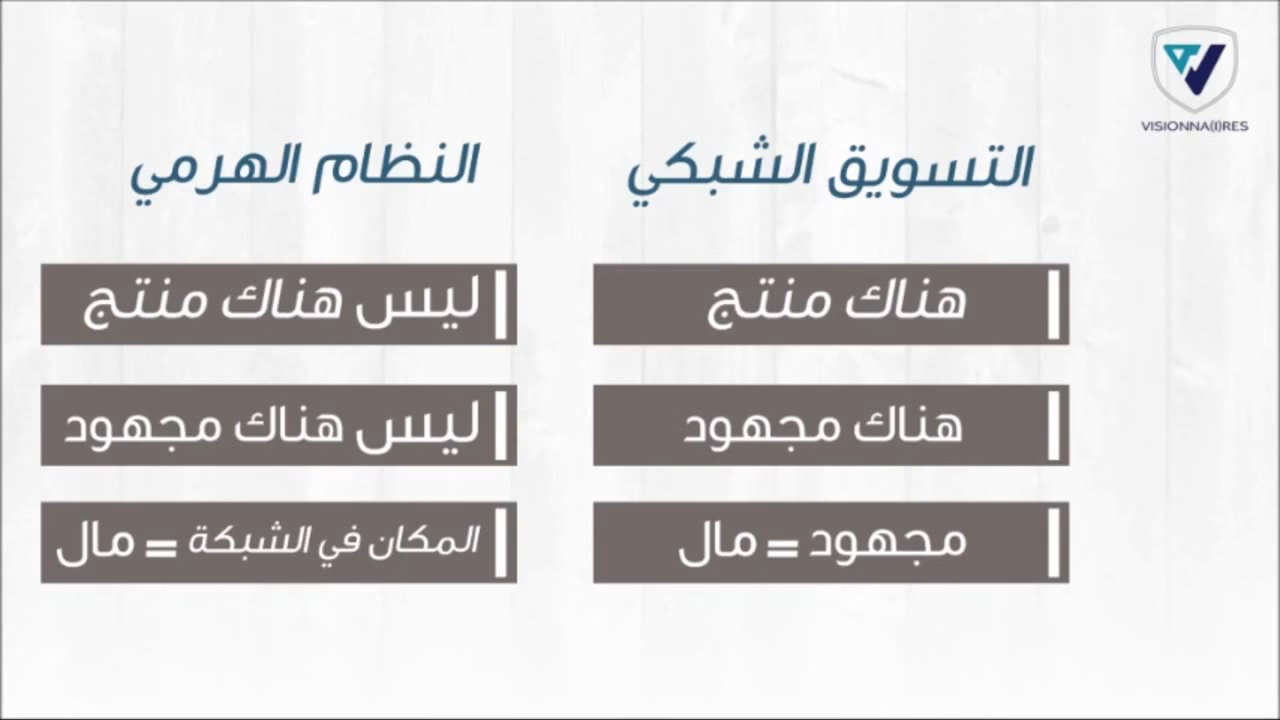 VISIONNA(I)RES
التسويق الشبكي
هناك منتج
هناك مجهود
مجهود = مال
النظام الهرمي
ليس هناك منتج
ليس هناك مجهود
المكان في الشبكة = مال